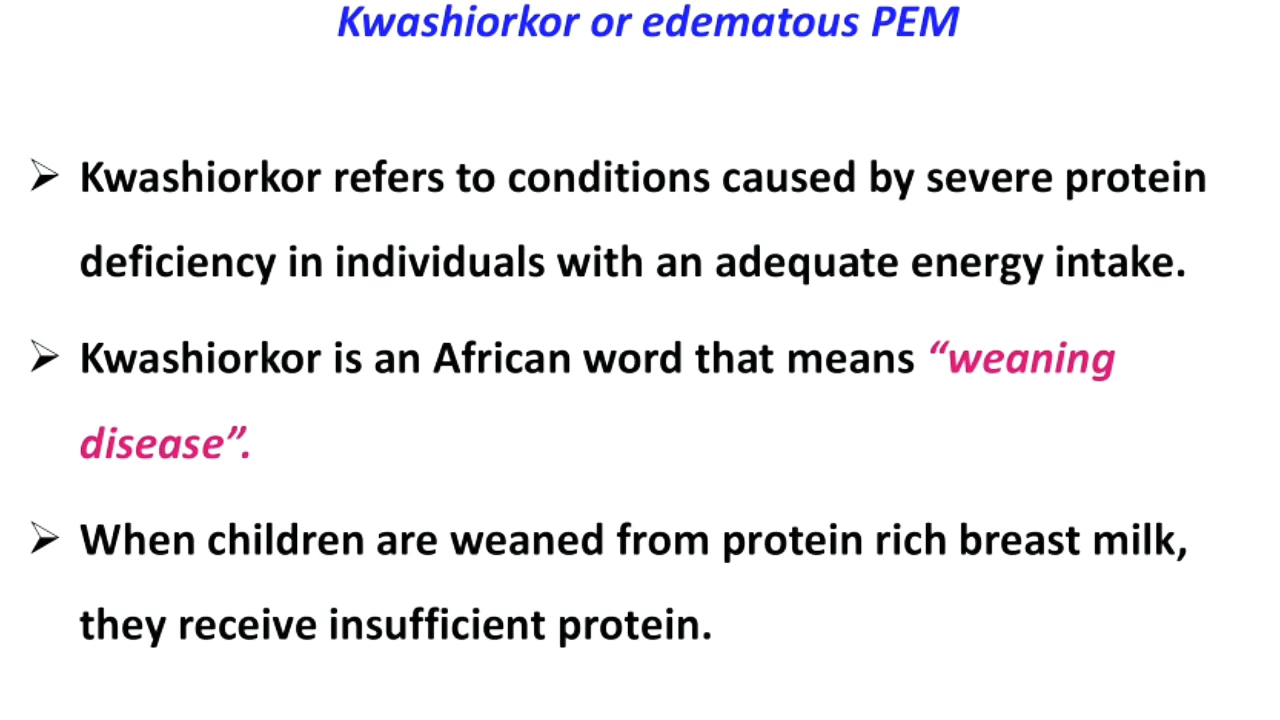 Kwashiorkor or edematous PEM
➢ Kwashiorkor refers to conditions caused by severe protein
deficiency in individuals with an adequate energy intake.
➢ Kwashiorkor is an African word that means “weaning
disease”.
➢ When children are weaned from protein rich breast milk,
they receive insufficient protein.